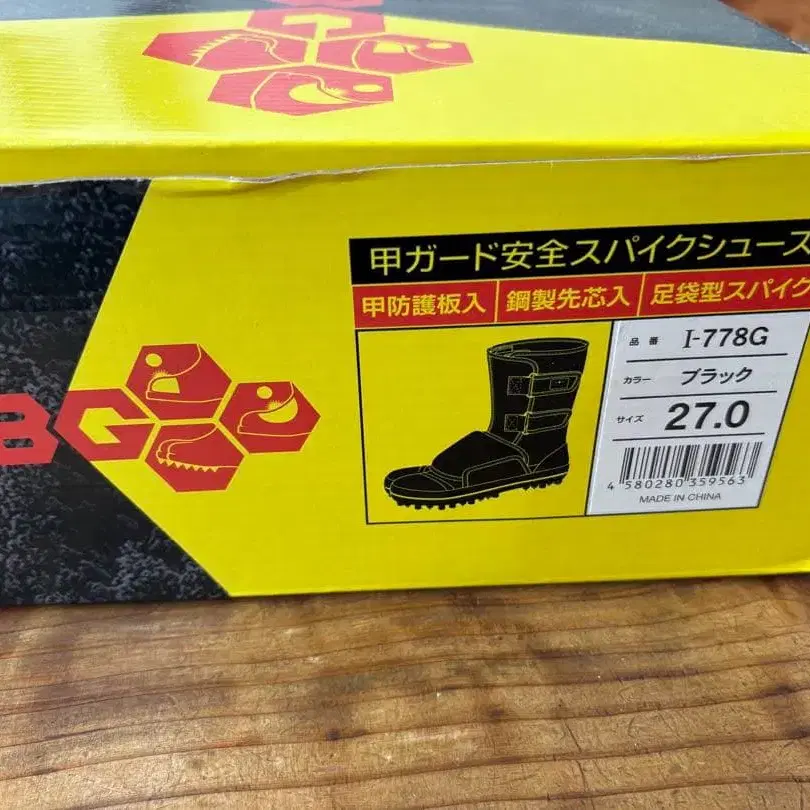 BG
甲ガード安全スパイクシューズ
甲防護板入
鋼製先芯入
足袋型スパイク
品番 I-778G
カラー ブラック
サイズ 27.0
4 580280 359563
MADE IN CHINA